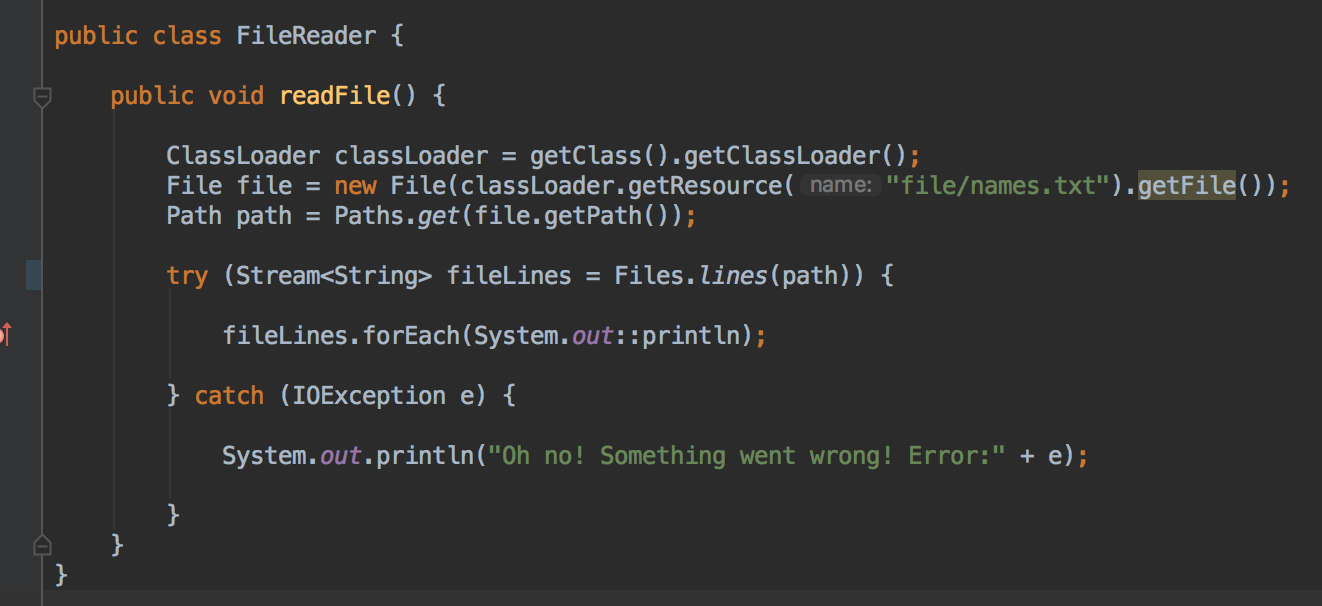 public class FileReader {
public void readFile() {
ClassLoader classLoader = getClass().getClassLoader();
File file = new File(classLoader.getResource( name: "file/names.txt").getFile());
Path path = Paths.get(file.getPath());
try (Stream<String> fileLines = Files.lines(path)) {
fileLines.forEach(System.out::println);
} catch (IOException e) {
System.out.println("Oh no! Something went wrong! Error:" + e);
}
}
}